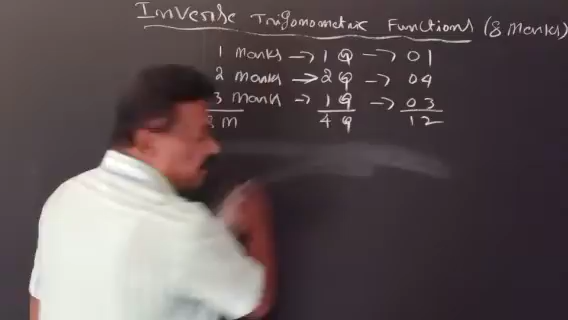 Inverse Trigonometric Functions (8 Marks)
1 Marks → 1 Q → 01
2 Marks → 2 Q → 04
3 Mark → 1 Q → 03
8 M 4 Q 12